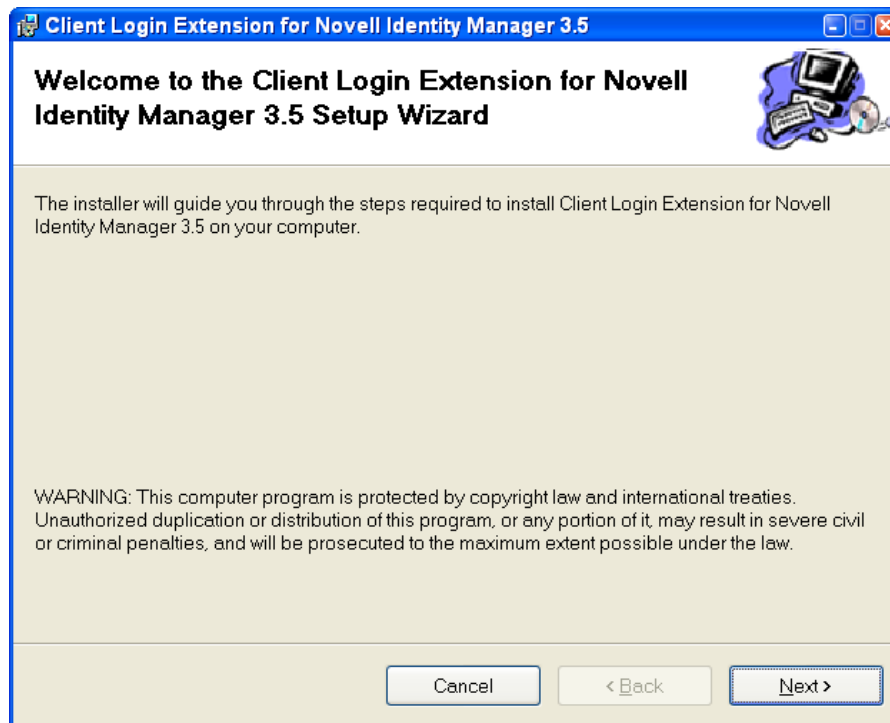 Client Login Extension for Novell Identity Manager 3.5
Welcome to the Client Login Extension for Novell
Identity Manager 3.5 Setup Wizard
The installer will guide you through the steps required to install Client Login Extension for Novell
Identity Manager 3.5 on your computer.
WARNING: This computer program is protected by copyright law and international treaties.
Unauthorized duplication or distribution of this program, or any portion of it, may result in severe civil
or criminal penalties, and will be prosecuted to the maximum extent possible under the law.
Cancel < Back Next >